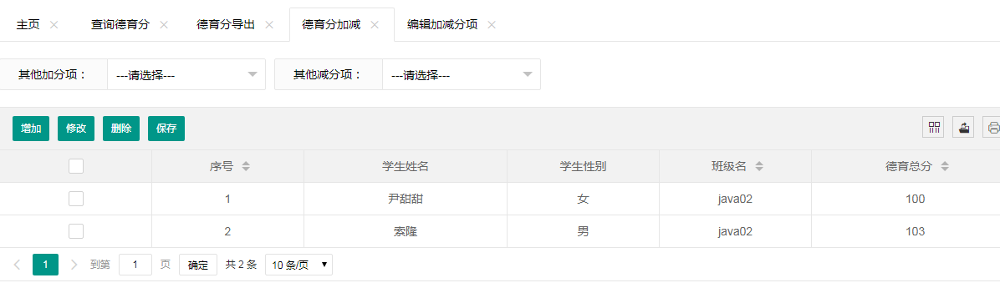 主页 查询德育分 德育分导出 德育分加减 编辑加减分项
其他加分项： ---请选择--- 其他减分项： ---请选择---
增加 修改 删除 保存
序号 学生姓名 学生性别 班级名 德育总分
1 尹甜甜 女 java02 100
2 索隆 男 java02 103
1 到第 1 页 确定 共 2 条 10 条/页